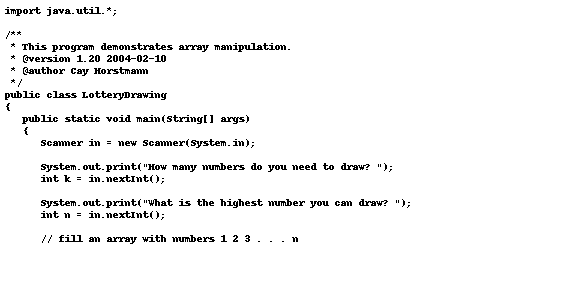 import java.util.*;
/**
 * This program demonstrates array manipulation.
 * @version 1.20 2004-02-10
 * @author Cay Horstmann
 */
public class LotteryDrawing
{
   public static void main(String[] args)
   {
      Scanner in = new Scanner(System.in);
      System.out.print("How many numbers do you need to draw? ");
      int k = in.nextInt();
      System.out.print("What is the highest number you can draw? ");
      int n = in.nextInt();
      // fill an array with numbers 1 2 3 . . . n